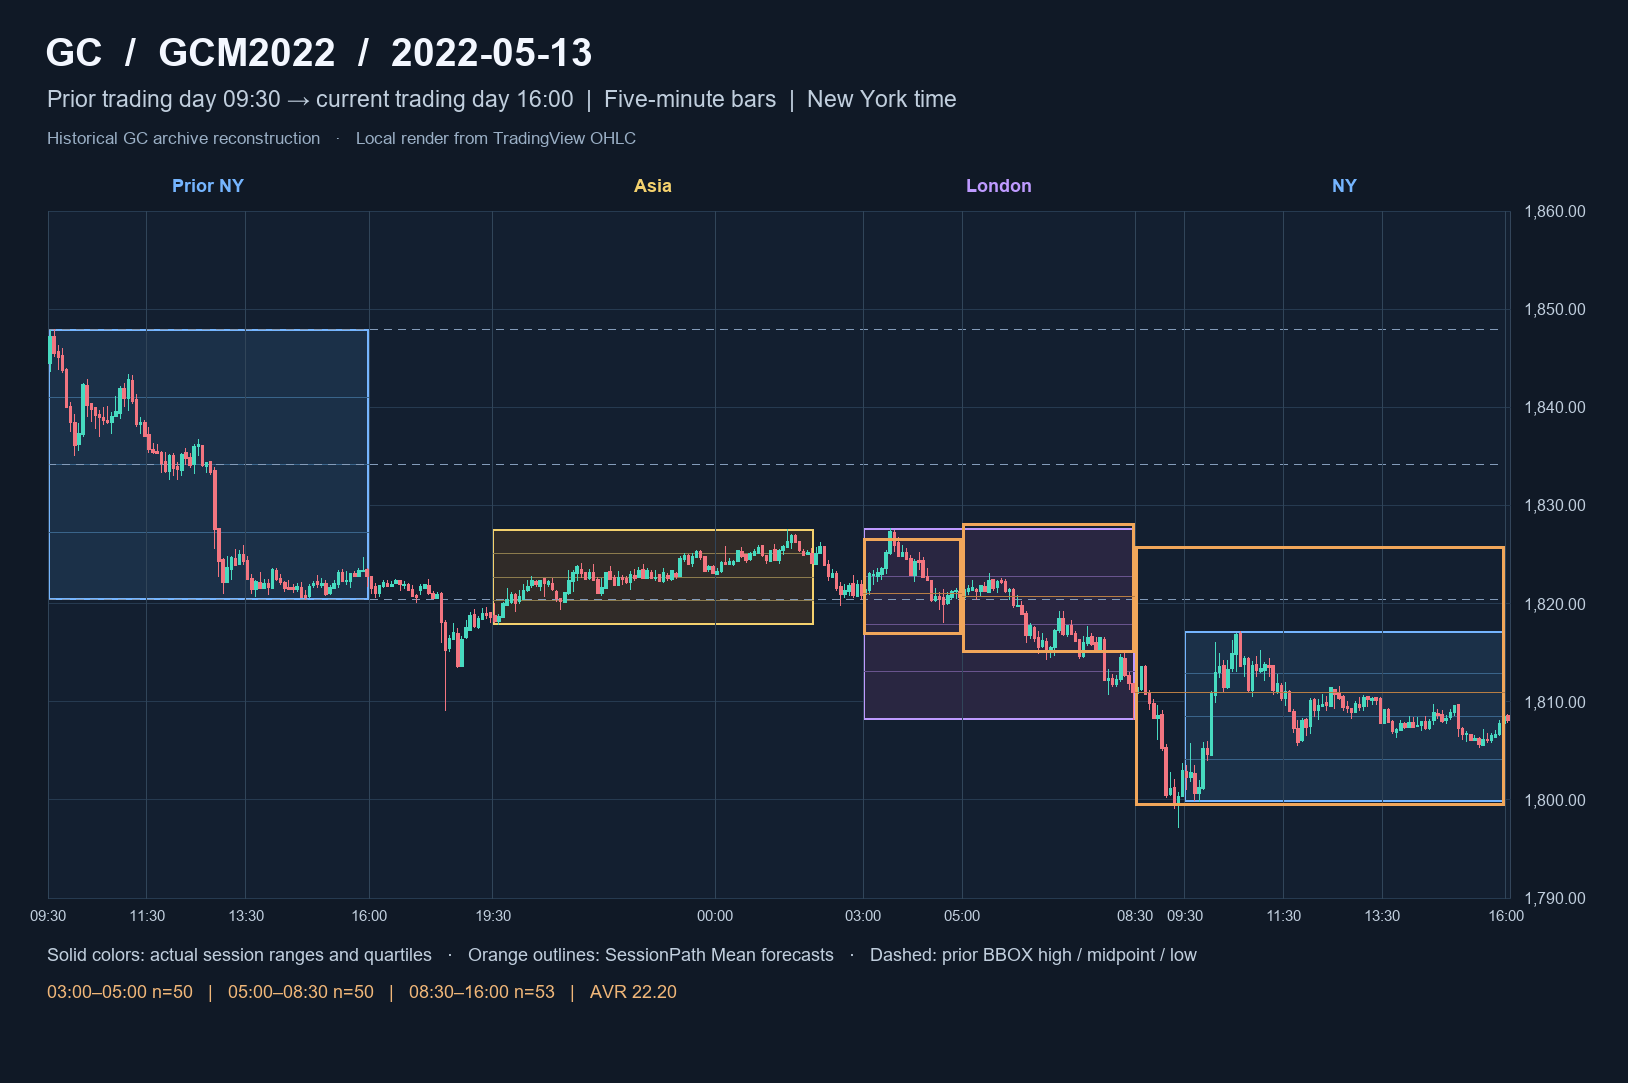 GC / GCM2022 / 2022-05-13
Prior trading day 09:30 → current trading day 16:00 | Five-minute bars | New York time
Historical GC archive reconstruction · Local render from TradingView OHLC
Prior NY Asia London NY
1,860.00
1,850.00
1,840.00
1,830.00
1,820.00
1,810.00
1,800.00
1,790.00
09:30 11:30 13:30 16:00 19:30 00:00 03:00 05:00 08:30 09:30 11:30 13:30 16:00
Solid colors: actual session ranges and quartiles · Orange outlines: SessionPath Mean forecasts · Dashed: prior BBOX high / midpoint / low
03:00–05:00 n=50 | 05:00–08:30 n=50 | 08:30–16:00 n=53 | AVR 22.20